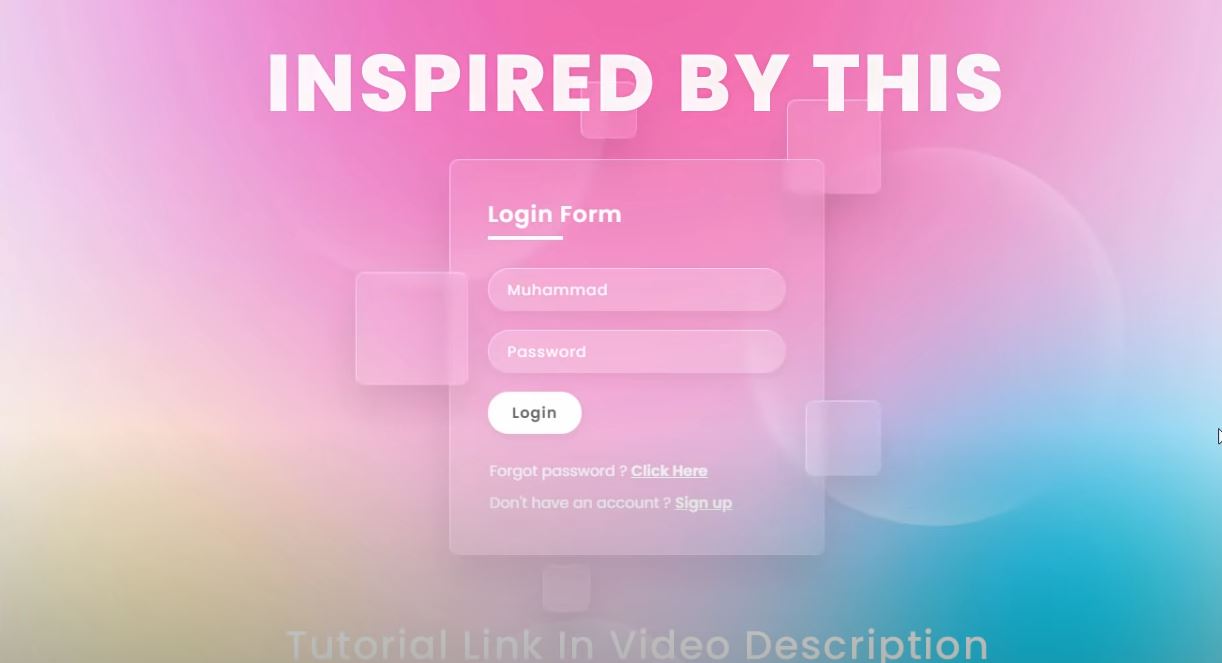 INSPIRED BY THIS
Login Form
Muhammad
Password
Login
Forgot password ? Click Here
Don't have an account ? Sign up
Tutorial Link In Video Description